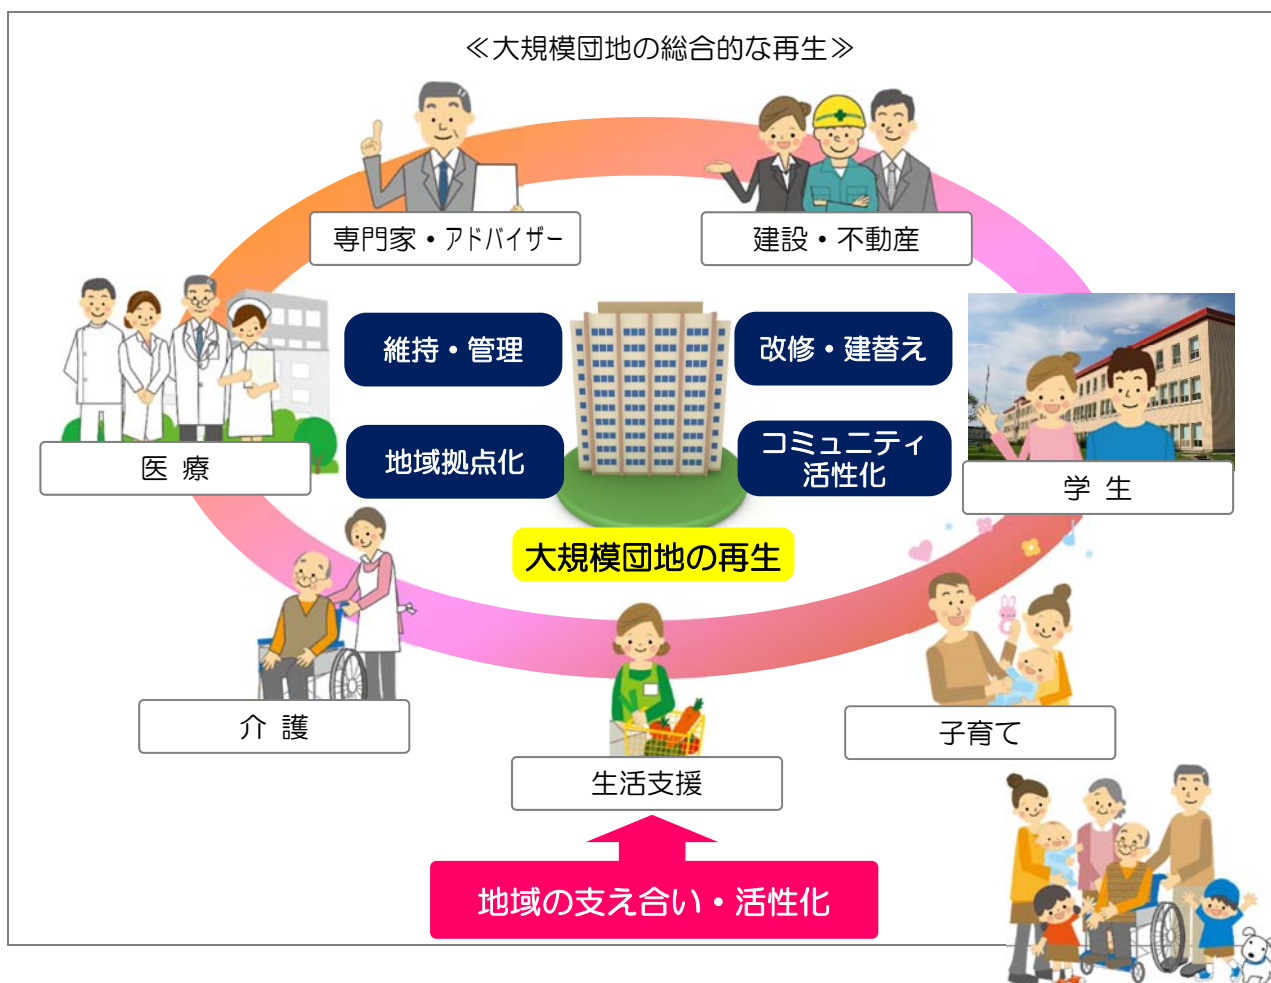 ≪大規模団地の総合的な再生≫
専門家・アドバイザー
建設・不動産
維持・管理
改修・建替え
地域拠点化
コミュニティ
活性化
医 療
学 生
大規模団地の再生
介 護
子育て
生活支援
地域の支え合い・活性化